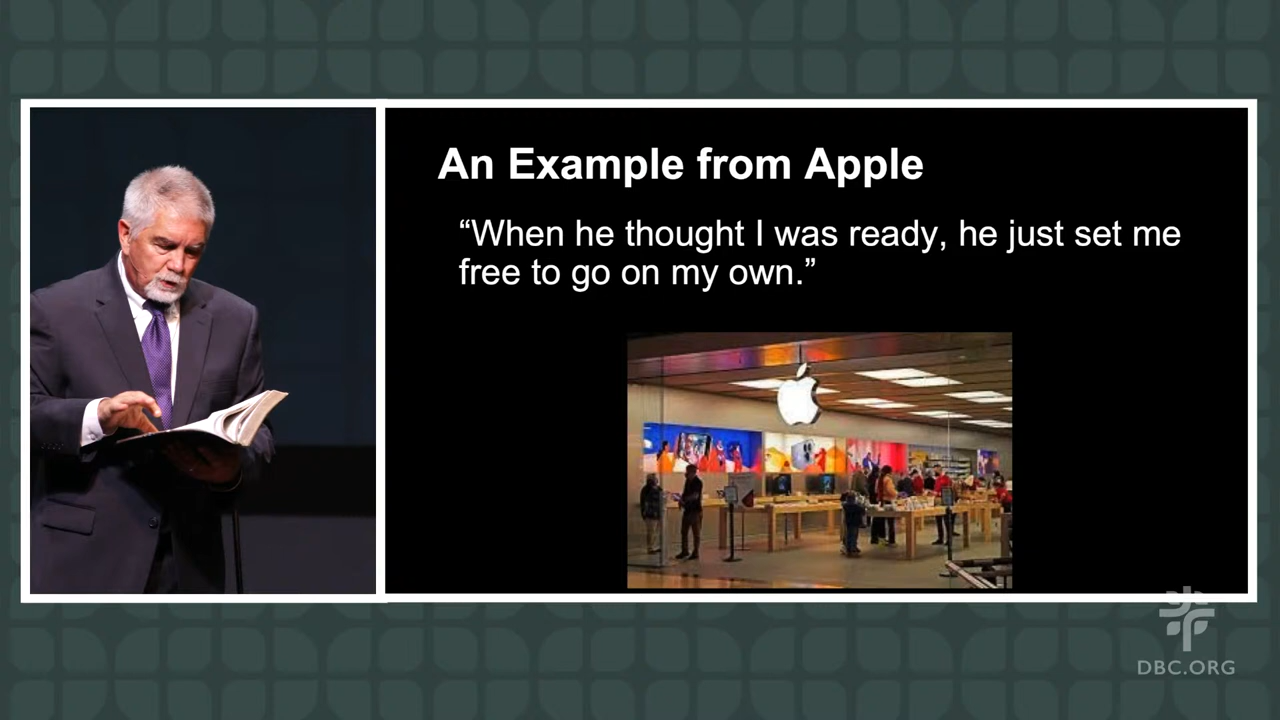 An Example from Apple
“When he thought I was ready, he just set me
free to go on my own.”
DBC.ORG